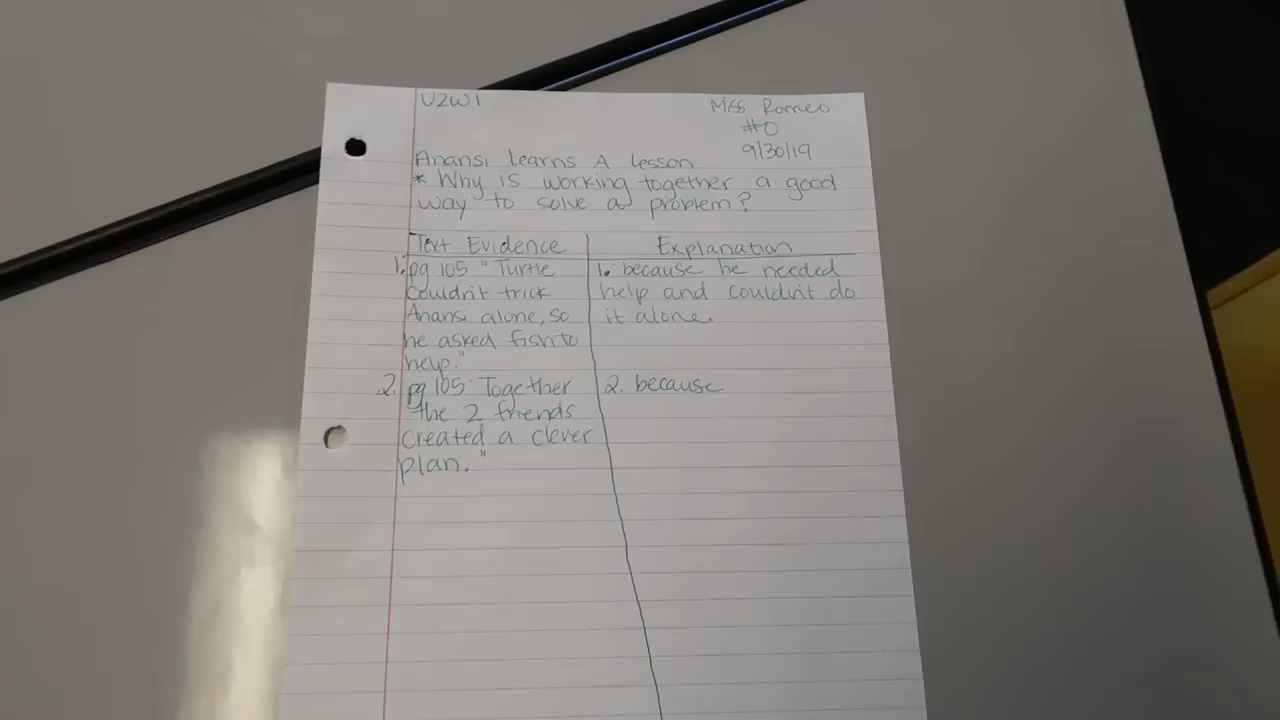 U2W1
Miss Romeo
#0
9/30/19
Anansi Learns A Lesson
* Why is working together a good
way to solve a problem?
Text Evidence
1. pg 105 "Turtle
couldn't trick
Anansi alone, so
he asked fish to
help."
2. pg 105 "Together
the 2 friends
created a clever
plan."
Explanation
1. because he needed
help and couldn't do
it alone.
2. because